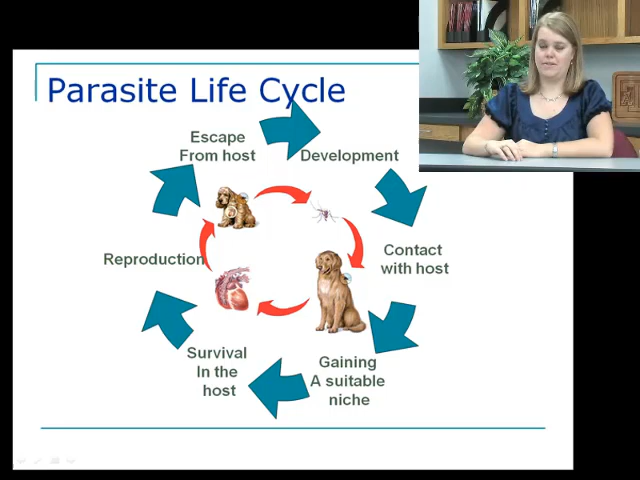 Parasite Life Cycle
Escape
From host
Development
Contact
with host
Gaining
A suitable
niche
Survival
In the
host
Reproduction